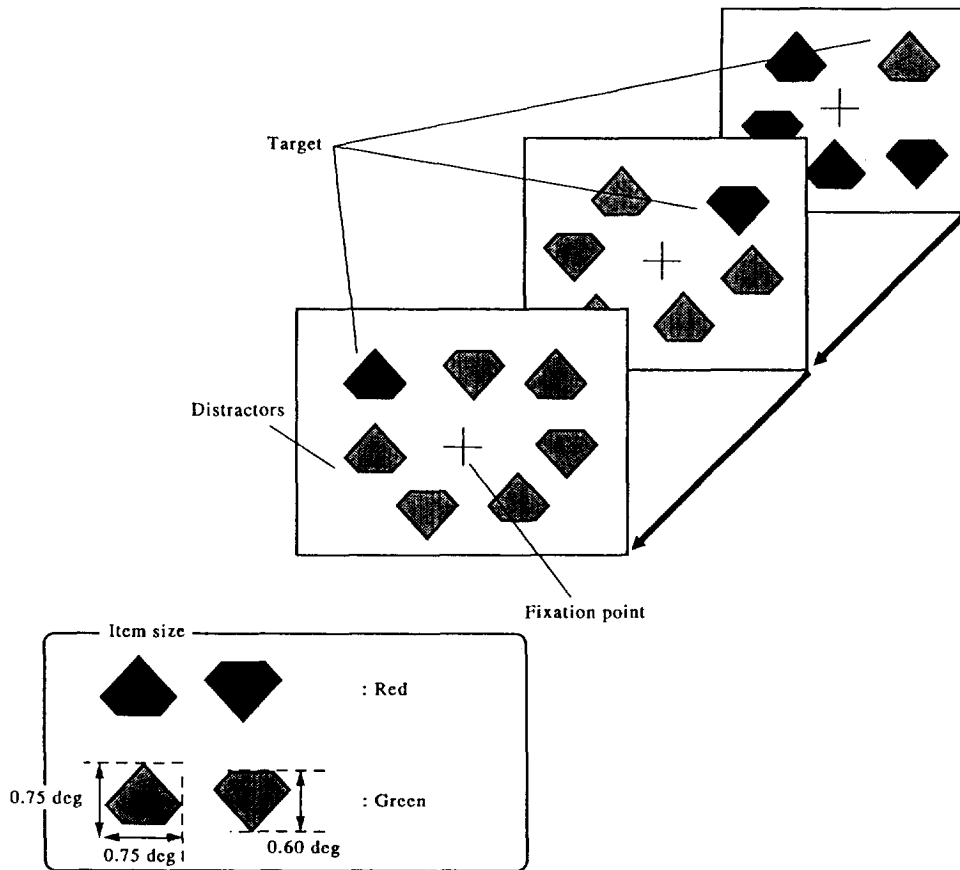 Target
Distractors
Fixation point
Item size
: Red
0.75 deg
: Green
0.75 deg
0.60 deg